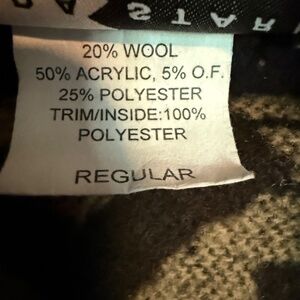 20% WOOL
50% ACRYLIC, 5% O.F.
25% POLYESTER
TRIM/INSIDE:100%
POLYESTER
REGULAR